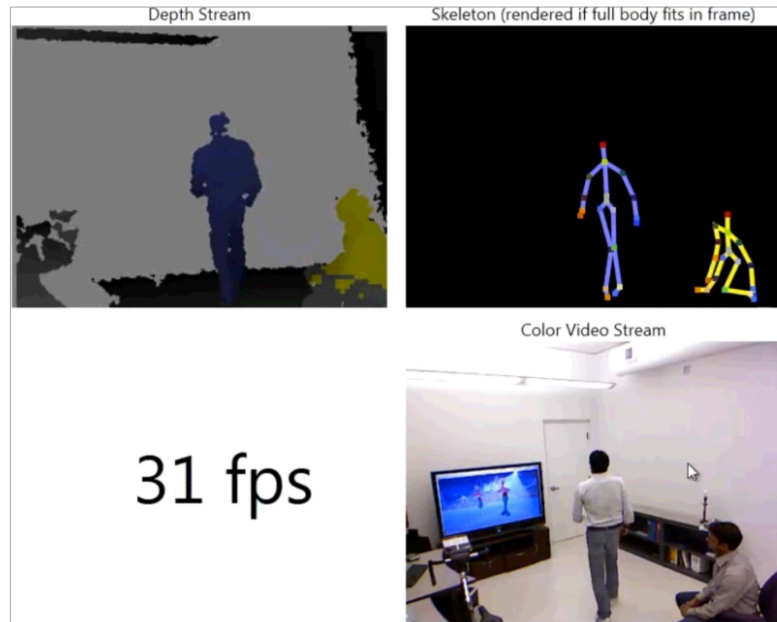 Depth Stream
Skeleton (rendered if full body fits in frame)
Color Video Stream
31 fps